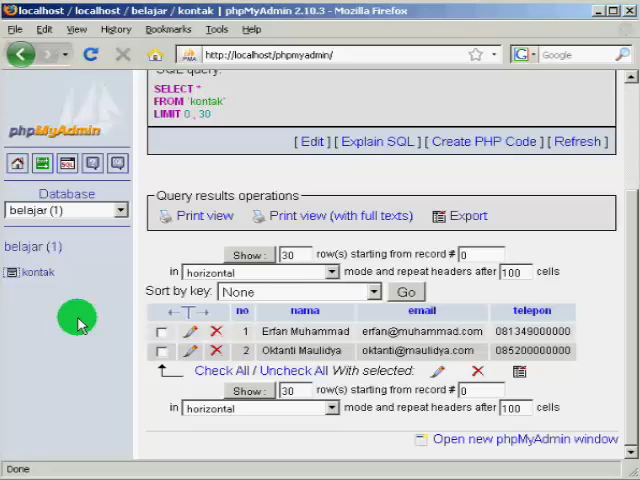 localhost / localhost / belajar / kontak | phpMyAdmin 2.10.3 - Mozilla Firefox
File Edit View History Bookmarks Tools Help
PMA http://localhost/phpmyadmin/ G Google
phpMyAdmin
SQL
Database
belajar (1)
belajar (1)
kontak
SQL query:
SELECT *
FROM `kontak`
LIMIT 0 , 30
[ Edit ] [ Explain SQL ] [ Create PHP Code ] [ Refresh ]
Query results operations
Print view Print view (with full texts) Export
Show : 30 row(s) starting from record # 0
in horizontal mode and repeat headers after 100 cells
Sort by key: None Go
←T→ no nama email telepon
1 Erfan Muhammad erfan@muhammad.com 081349000000
2 Oktanti Maulidya oktanti@maulidya.com 085200000000
Check All / Uncheck All With selected:
Show : 30 row(s) starting from record # 0
in horizontal mode and repeat headers after 100 cells
Open new phpMyAdmin window
Done